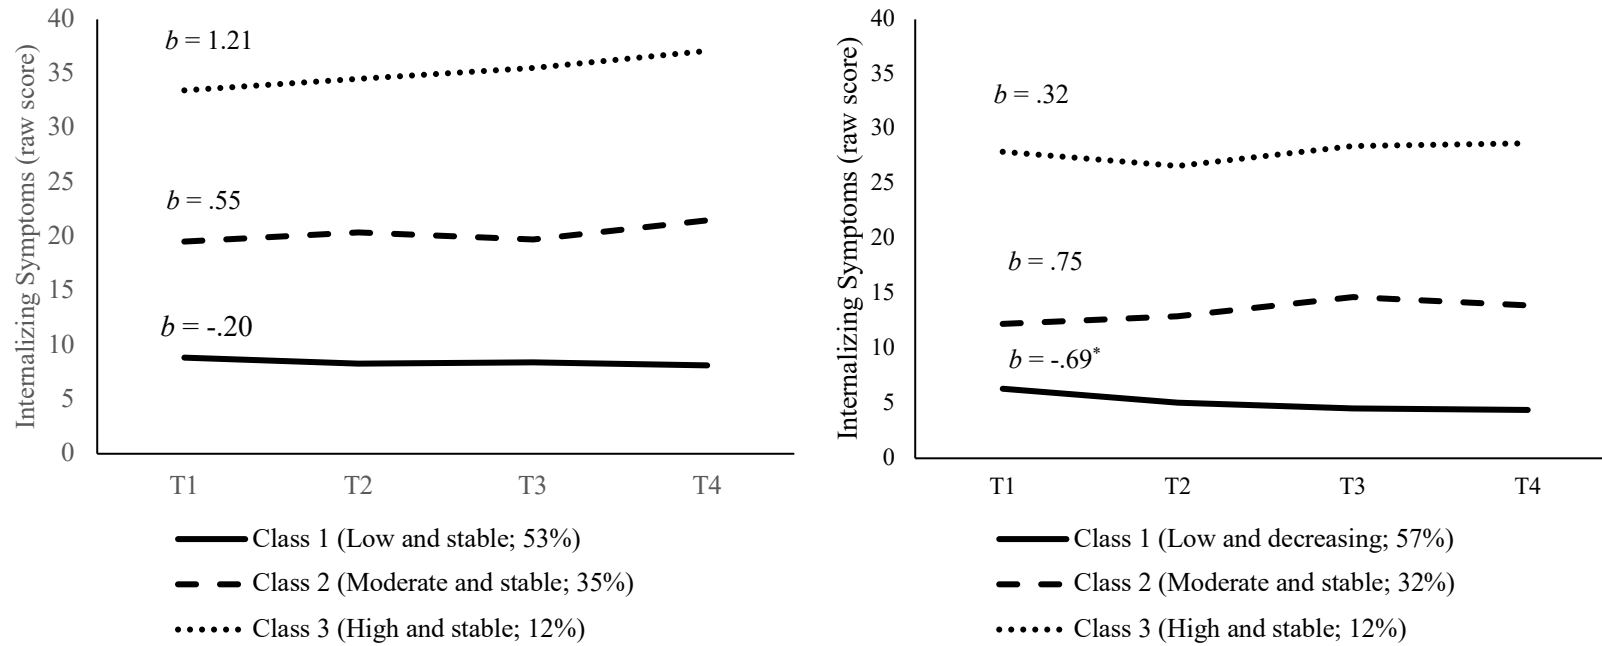 Internalizing Symptoms (raw score)
40
35
30
25
20
15
10
5
0
b = 1.21
b = .55
b = -.20
T1 T2 T3 T4
Class 1 (Low and stable; 53%)
Class 2 (Moderate and stable; 35%)
Class 3 (High and stable; 12%)
Internalizing Symptoms (raw score)
40
35
30
25
20
15
10
5
0
b = .32
b = .75
b = -.69*
T1 T2 T3 T4
Class 1 (Low and decreasing; 57%)
Class 2 (Moderate and stable; 32%)
Class 3 (High and stable; 12%)